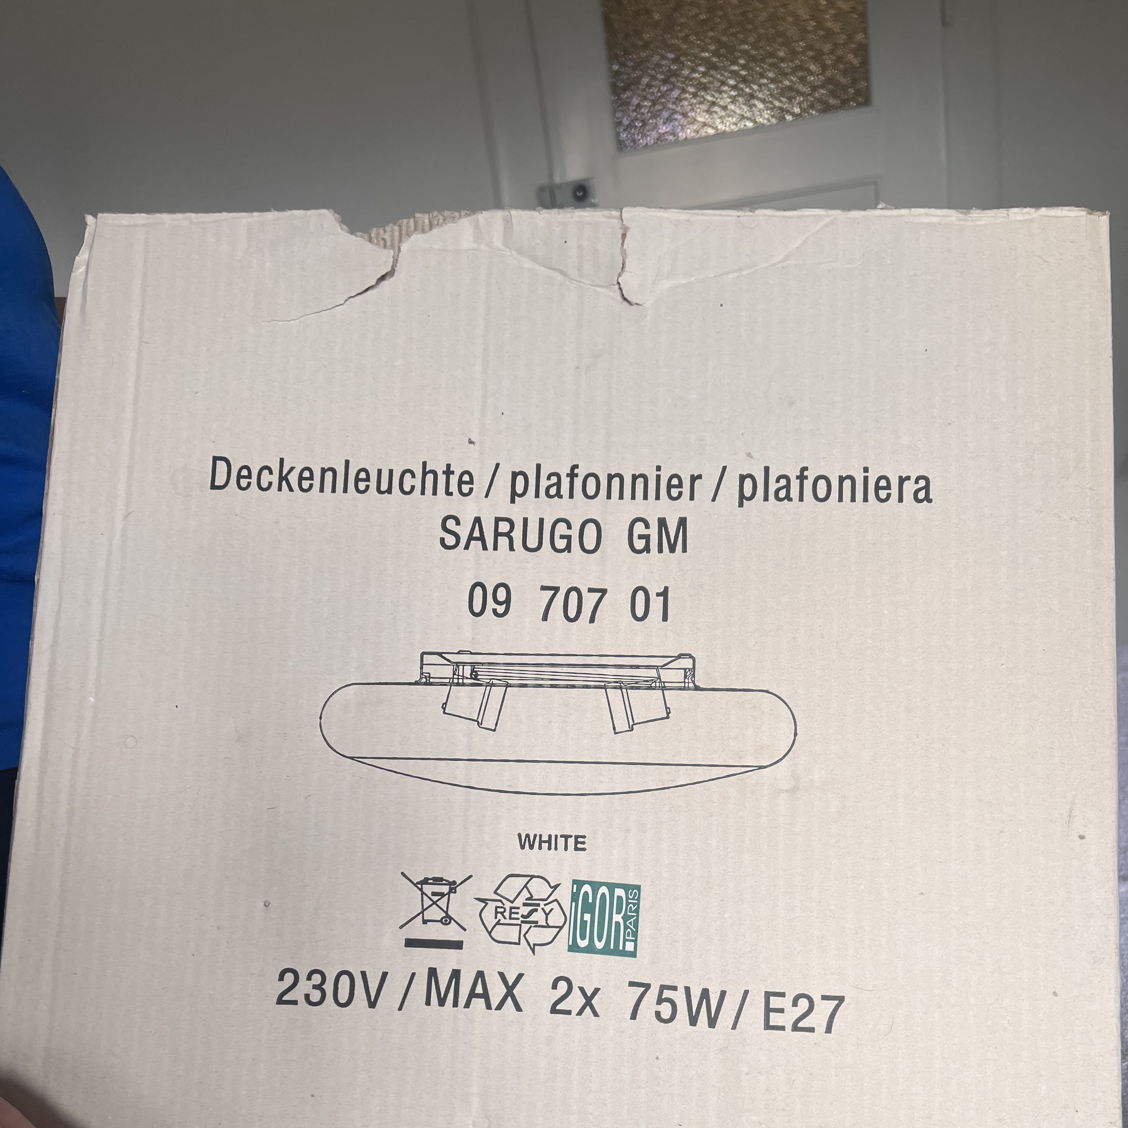 Deckenleuchte / plafonnier / plafoniera
SARUGO GM
09 707 01
WHITE
RESY
iGOR PARIS
230V / MAX 2x 75W / E27